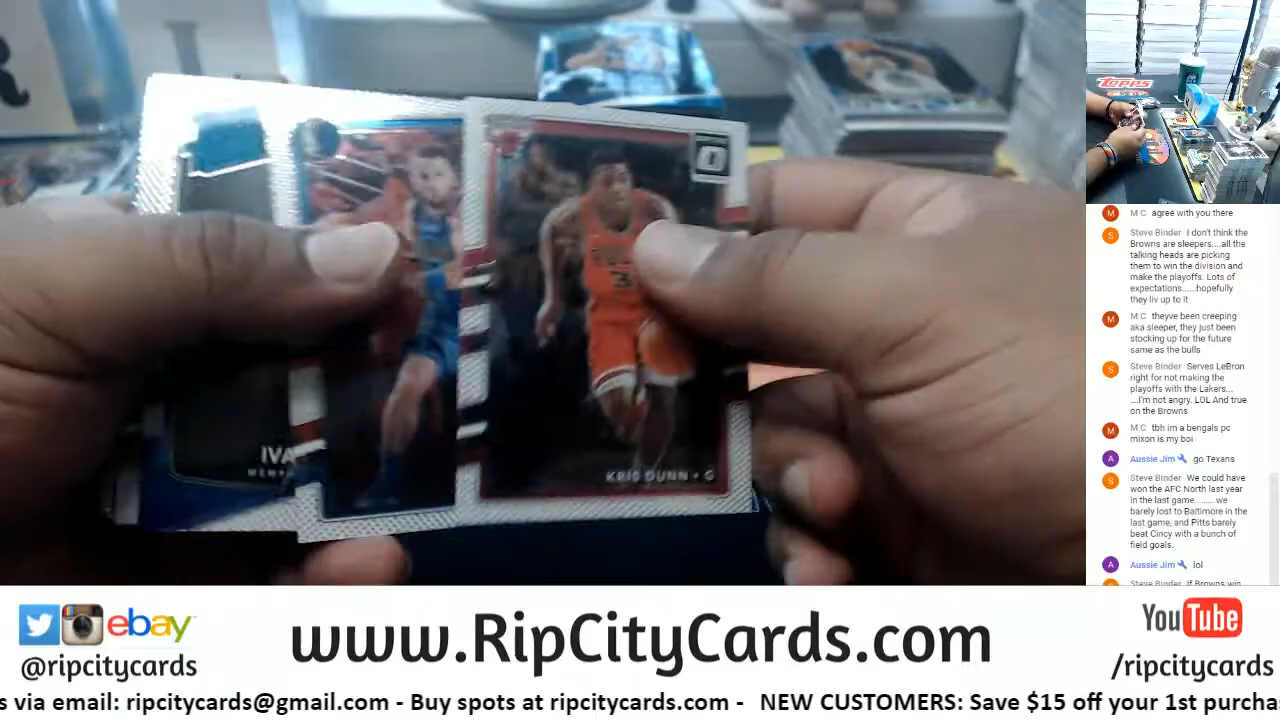 TOPPS
IVA
KRIS DUNN • G
M C agree with you there
Steve Binder I don't think the
Browns are sleepers....all the
talking heads are picking
them to win the division and
make the playoffs. Lots of
expectations......hopefully
they liv up to it
M C theyve been creeping
aka sleeper, they just been
stocking up for the future
same as the bulls
Steve Binder Serves LeBron
right for not making the
playoffs with the Lakers...
....I'm not angry. LOL And true
on the Browns
M C tbh im a bengals pc
mixon is my boi
Aussie Jim go Texans
Steve Binder We could have
won the AFC North last year
in the last game.........we
barely lost to Baltimore in the
last game, and Pitts barely
beat Cincy with a bunch of
field goals.
Aussie Jim lol
Steve Binder If Browns win
ebay
@ripcitycards
www.RipCityCards.com
YouTube
/ripcitycards
s via email: ripcitycards@gmail.com - Buy spots at ripcitycards.com - NEW CUSTOMERS: Save $15 off your 1st purcha